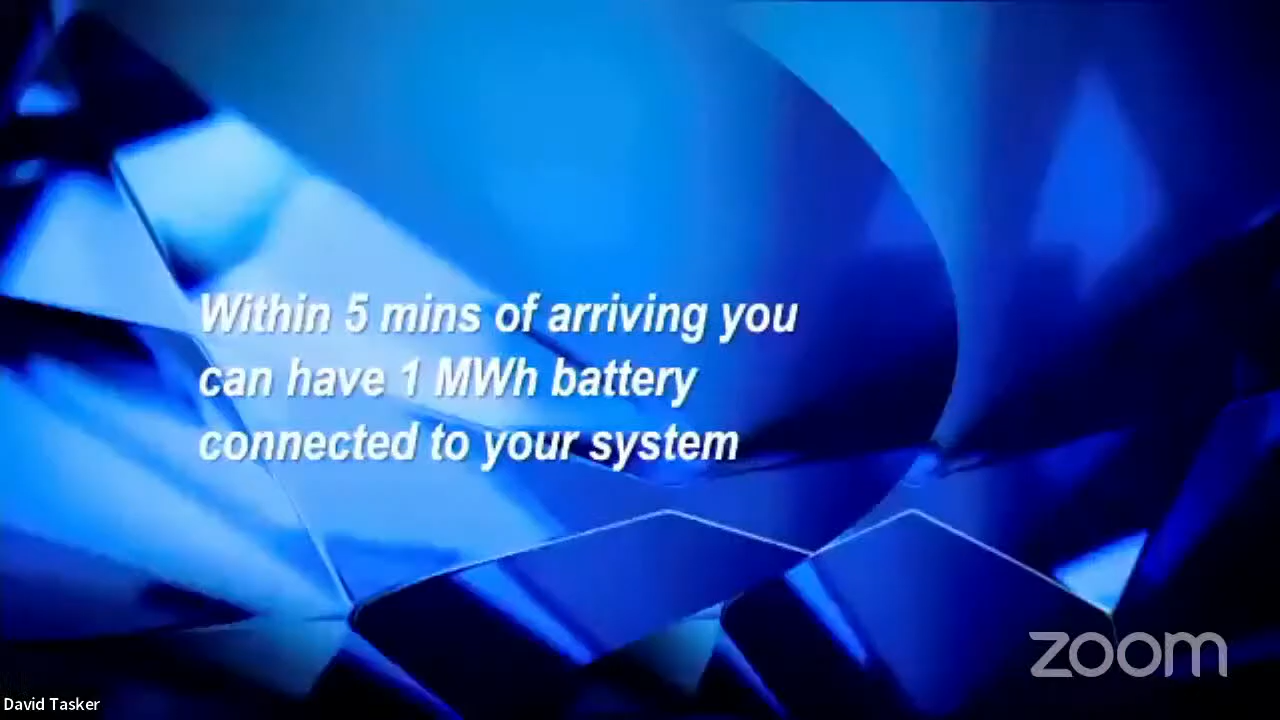 Within 5 mins of arriving you
can have 1 MWh battery
connected to your system
zoom
David Tasker